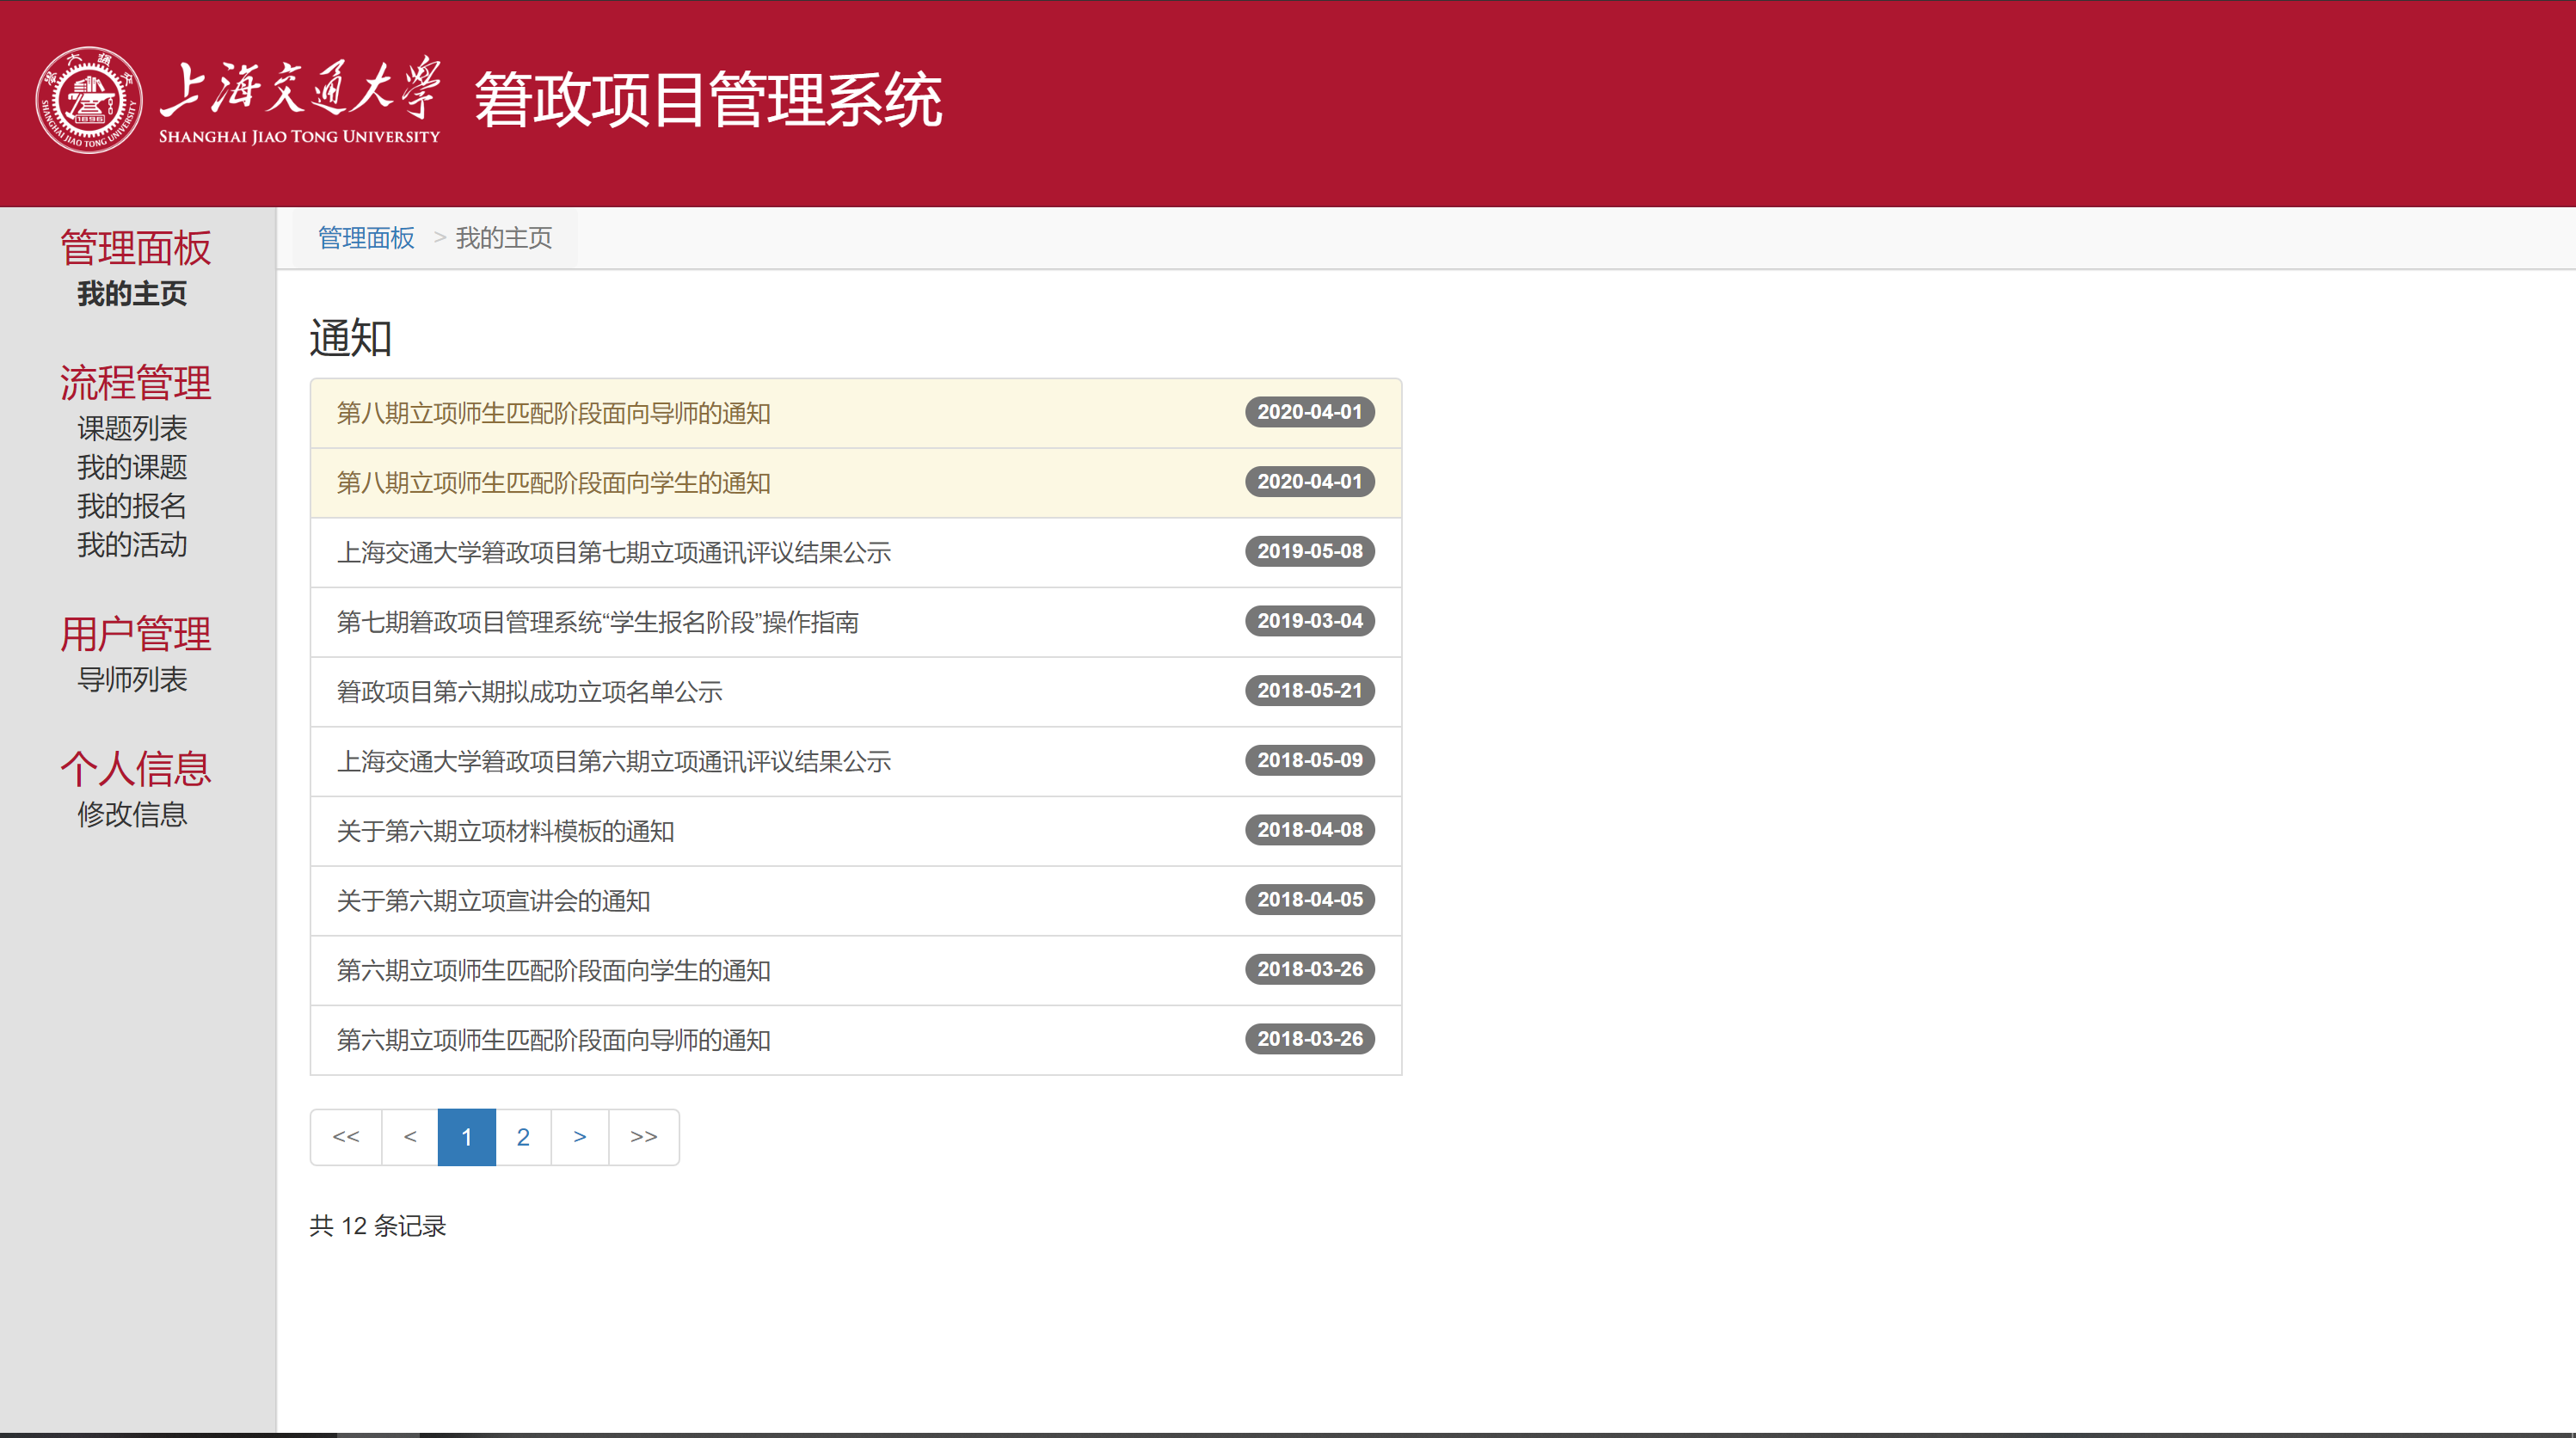 上海交通大学
SHANGHAI JIAO TONG UNIVERSITY
1896
SHANGHAI JIAO TONG UNIVERSITY
箬政项目管理系统
管理面板
我的主页
流程管理
课题列表
我的课题
我的报名
我的活动
用户管理
导师列表
个人信息
修改信息
管理面板 > 我的主页
通知
第八期立项师生匹配阶段面向导师的通知 2020-04-01
第八期立项师生匹配阶段面向学生的通知 2020-04-01
上海交通大学箬政项目第七期立项通讯评议结果公示 2019-05-08
第七期箬政项目管理系统“学生报名阶段”操作指南 2019-03-04
箬政项目第六期拟成功立项名单公示 2018-05-21
上海交通大学箬政项目第六期立项通讯评议结果公示 2018-05-09
关于第六期立项材料模板的通知 2018-04-08
关于第六期立项宣讲会的通知 2018-04-05
第六期立项师生匹配阶段面向学生的通知 2018-03-26
第六期立项师生匹配阶段面向导师的通知 2018-03-26
<< < 1 2 > >>
共 12 条记录